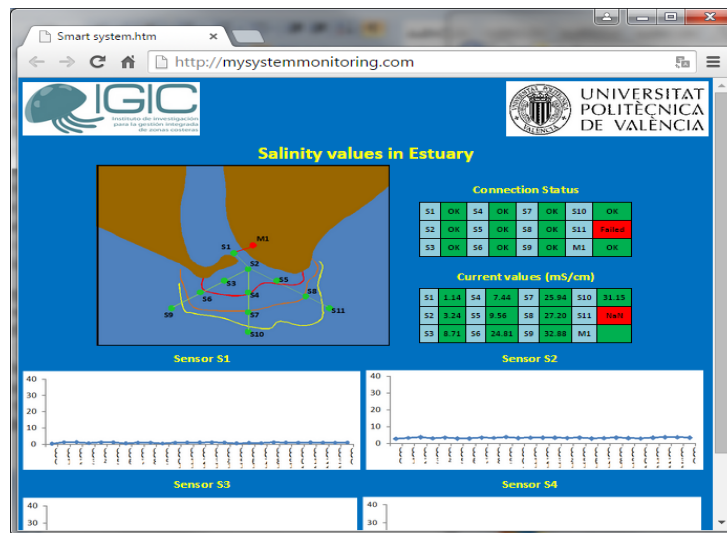 Smart system.htm
http://mysystemmonitoring.com
IGIC
Instituto de investigación
para la gestión integrada
de zonas costeras
UNIVERSITAT
POLITÈCNICA
DE VALÈNCIA
Salinity values in Estuary
M1
S1
S2
S3
S5
S6
S4
S8
S9
S7
S11
S10
Connection Status
S1 OK S4 OK S7 OK S10 OK
S2 OK S5 OK S8 OK S11 Failed
S3 OK S6 OK S9 OK M1 OK
Current values (mS/cm)
S1 1.14 S4 7.44 S7 25.94 S10 31.15
S2 3.24 S5 9.56 S8 27.20 S11 NaN
S3 8.71 S6 24.81 S9 32.88 M1
Sensor S1
40
30
20
10
0
Sensor S2
40
30
20
10
0
Sensor S3
40
30
Sensor S4
40
30